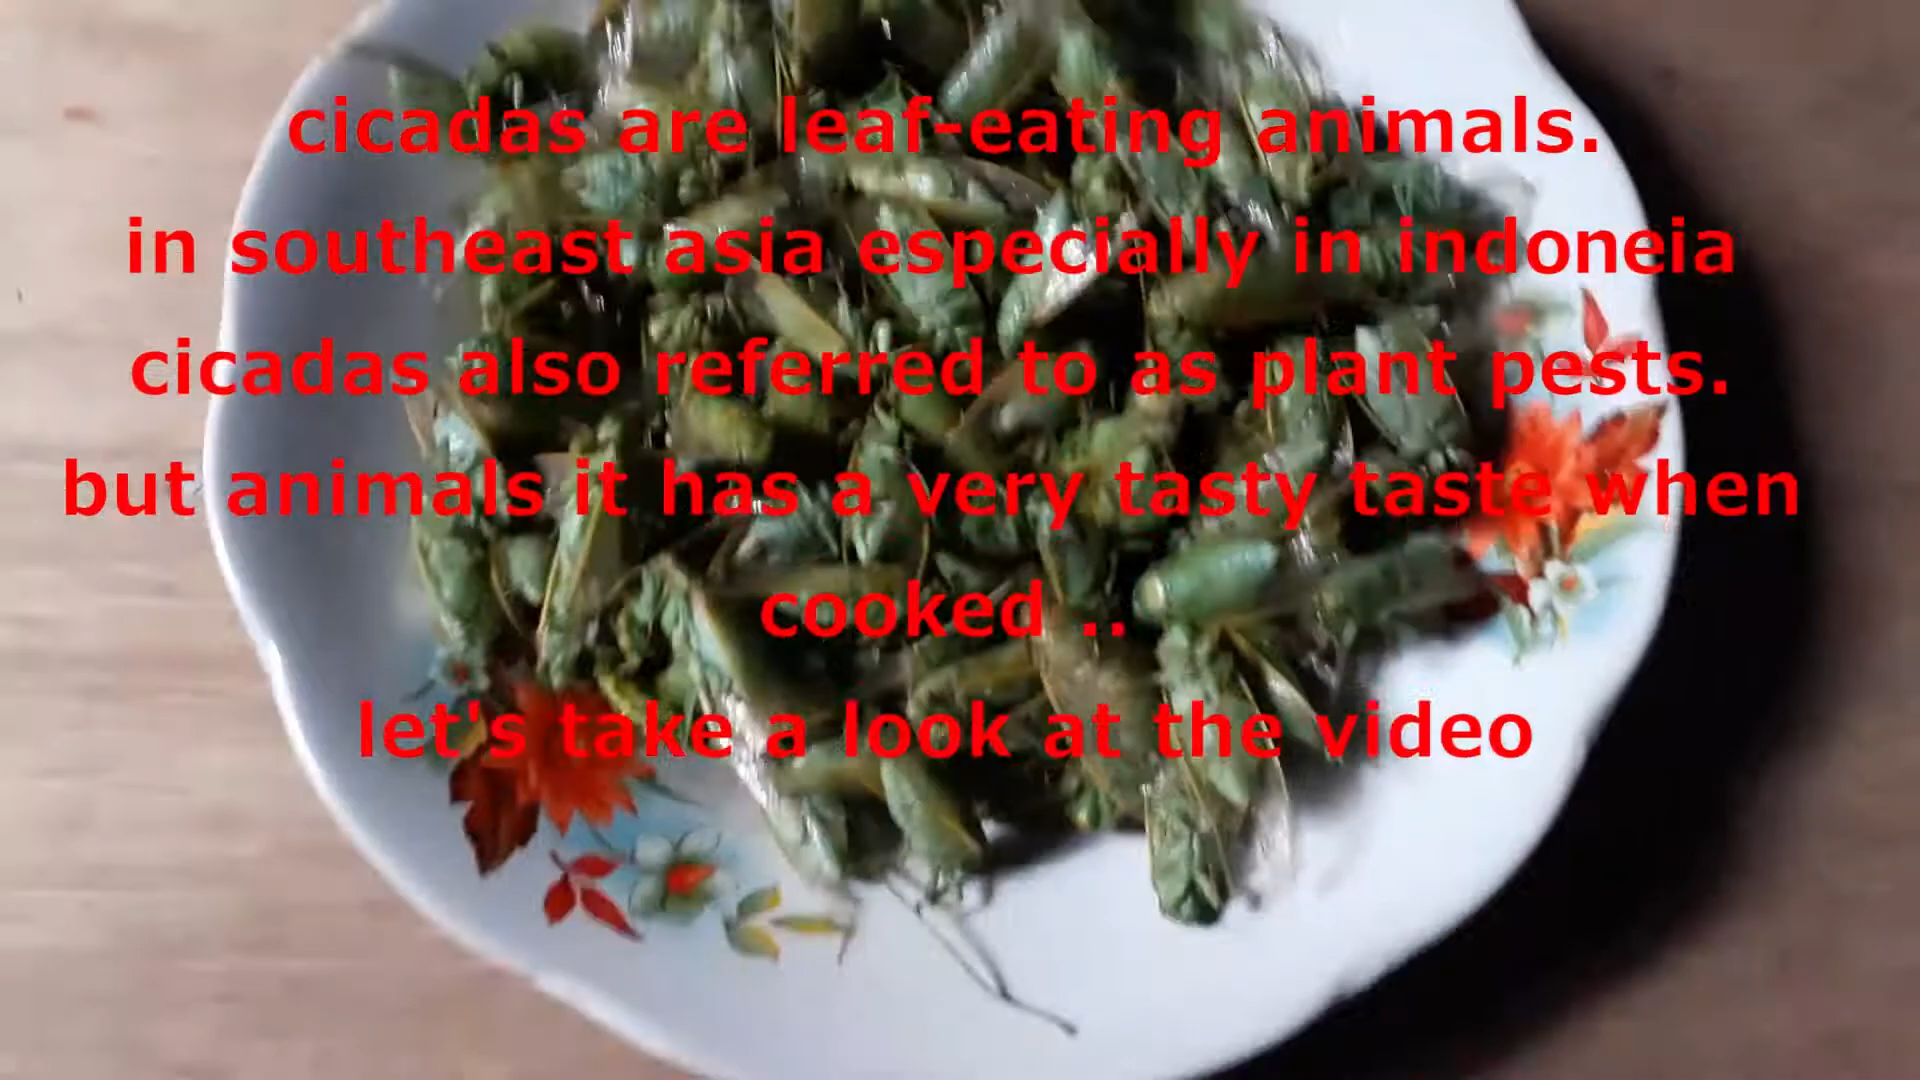 cicadas are leaf-eating animals.
in southeast asia especially in indoneia
cicadas also referred to as plant pests.
but animals it has a very tasty taste when
cooked ..
let's take a look at the video